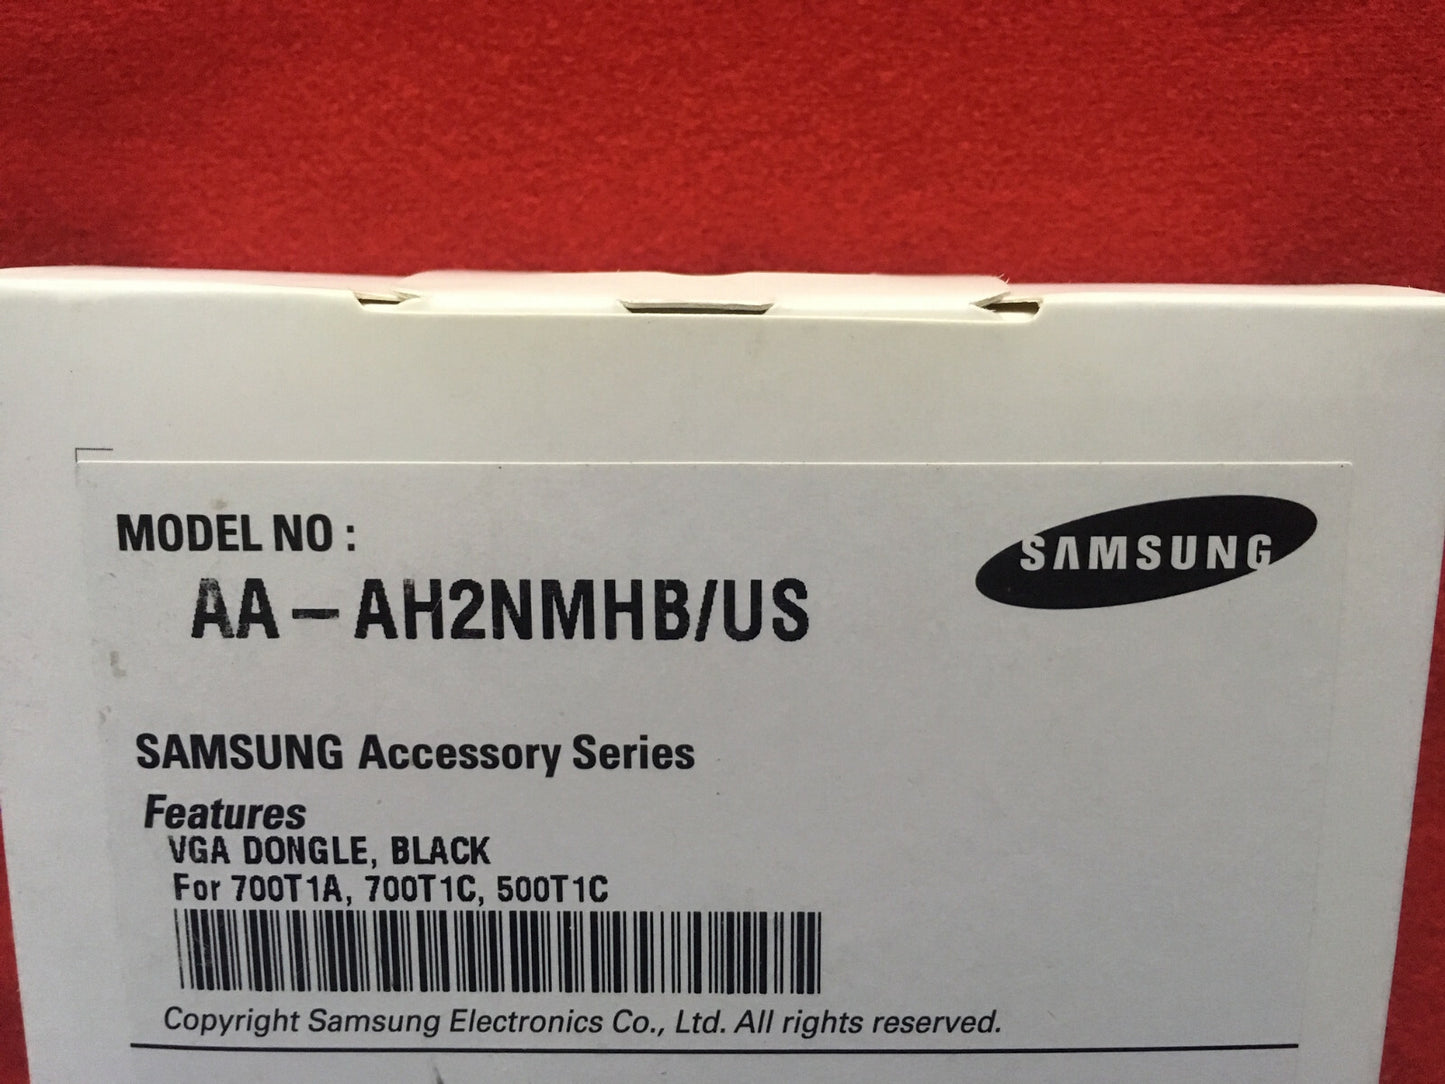 MODEL NO :
SAMSUNG
AA-AH2NMHB/US
SAMSUNG Accessory Series
Features
VGA DONGLE, BLACK
For 700T1A, 700T1C, 500T1C
Copyright Samsung Electronics Co., Ltd. All rights reserved.